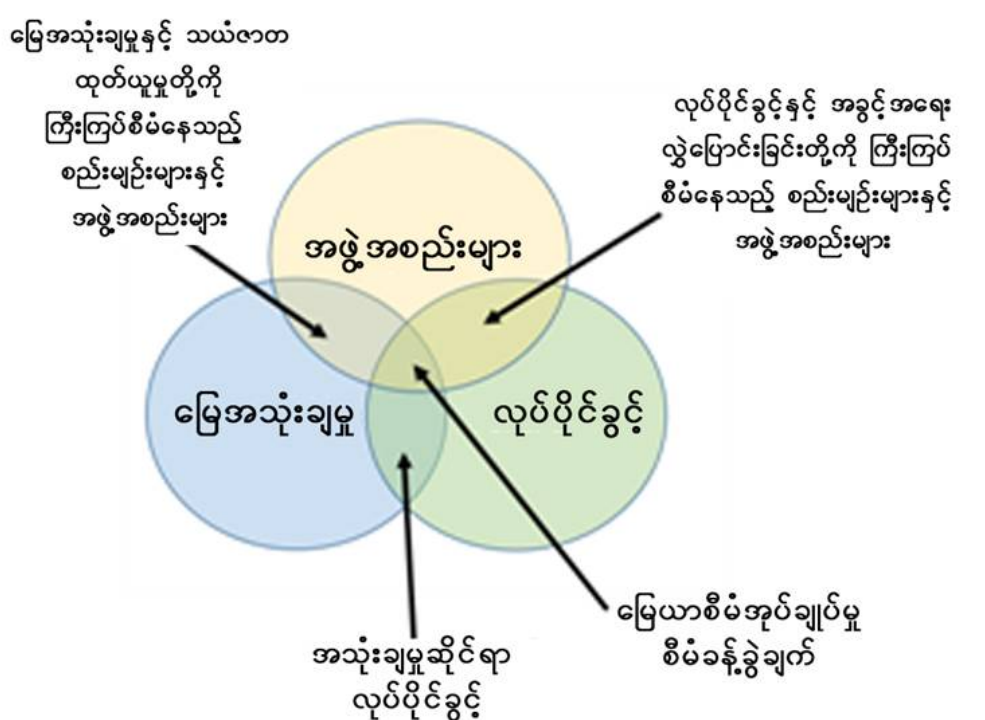 မြေအသုံးချမှုနှင့် သယံဇာတ
ထုတ်ယူမှုတို့ကို
ကြီးကြပ်စီမံနေသည့်
စည်းမျဉ်းများနှင့်
အဖွဲ့အစည်းများ
လုပ်ပိုင်ခွင့်နှင့် အခွင့်အရေး
လွှဲပြောင်းခြင်းတို့ကို ကြီးကြပ်
စီမံနေသည့် စည်းမျဉ်းများနှင့်
အဖွဲ့အစည်းများ
အဖွဲ့အစည်းများ
မြေအသုံးချမှု
လုပ်ပိုင်ခွင့်
မြေယာစီမံအုပ်ချုပ်မှု
စီမံခန့်ခွဲချက်
အသုံးချမှုဆိုင်ရာ
လုပ်ပိုင်ခွင့်